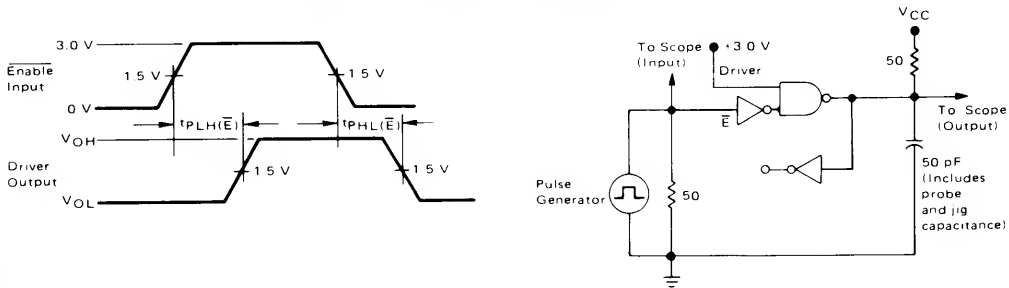 3.0 V
Enable
Input
1.5 V
1.5 V
0 V
tPLH(E)
tPHL(E)
VOH
Driver
Output
1.5 V
1.5 V
VOL
VCC
To Scope
(Input)
+3.0 V
50
Driver
E
To Scope
(Output)
Pulse
Generator
50
50 pF
(Includes
probe
and jig
capacitance)